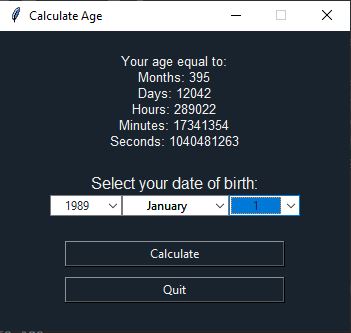 Calculate Age
Your age equal to:
Months: 395
Days: 12042
Hours: 289022
Minutes: 17341354
Seconds: 1040481263
Select your date of birth:
1989 January 1
Calculate
Quit